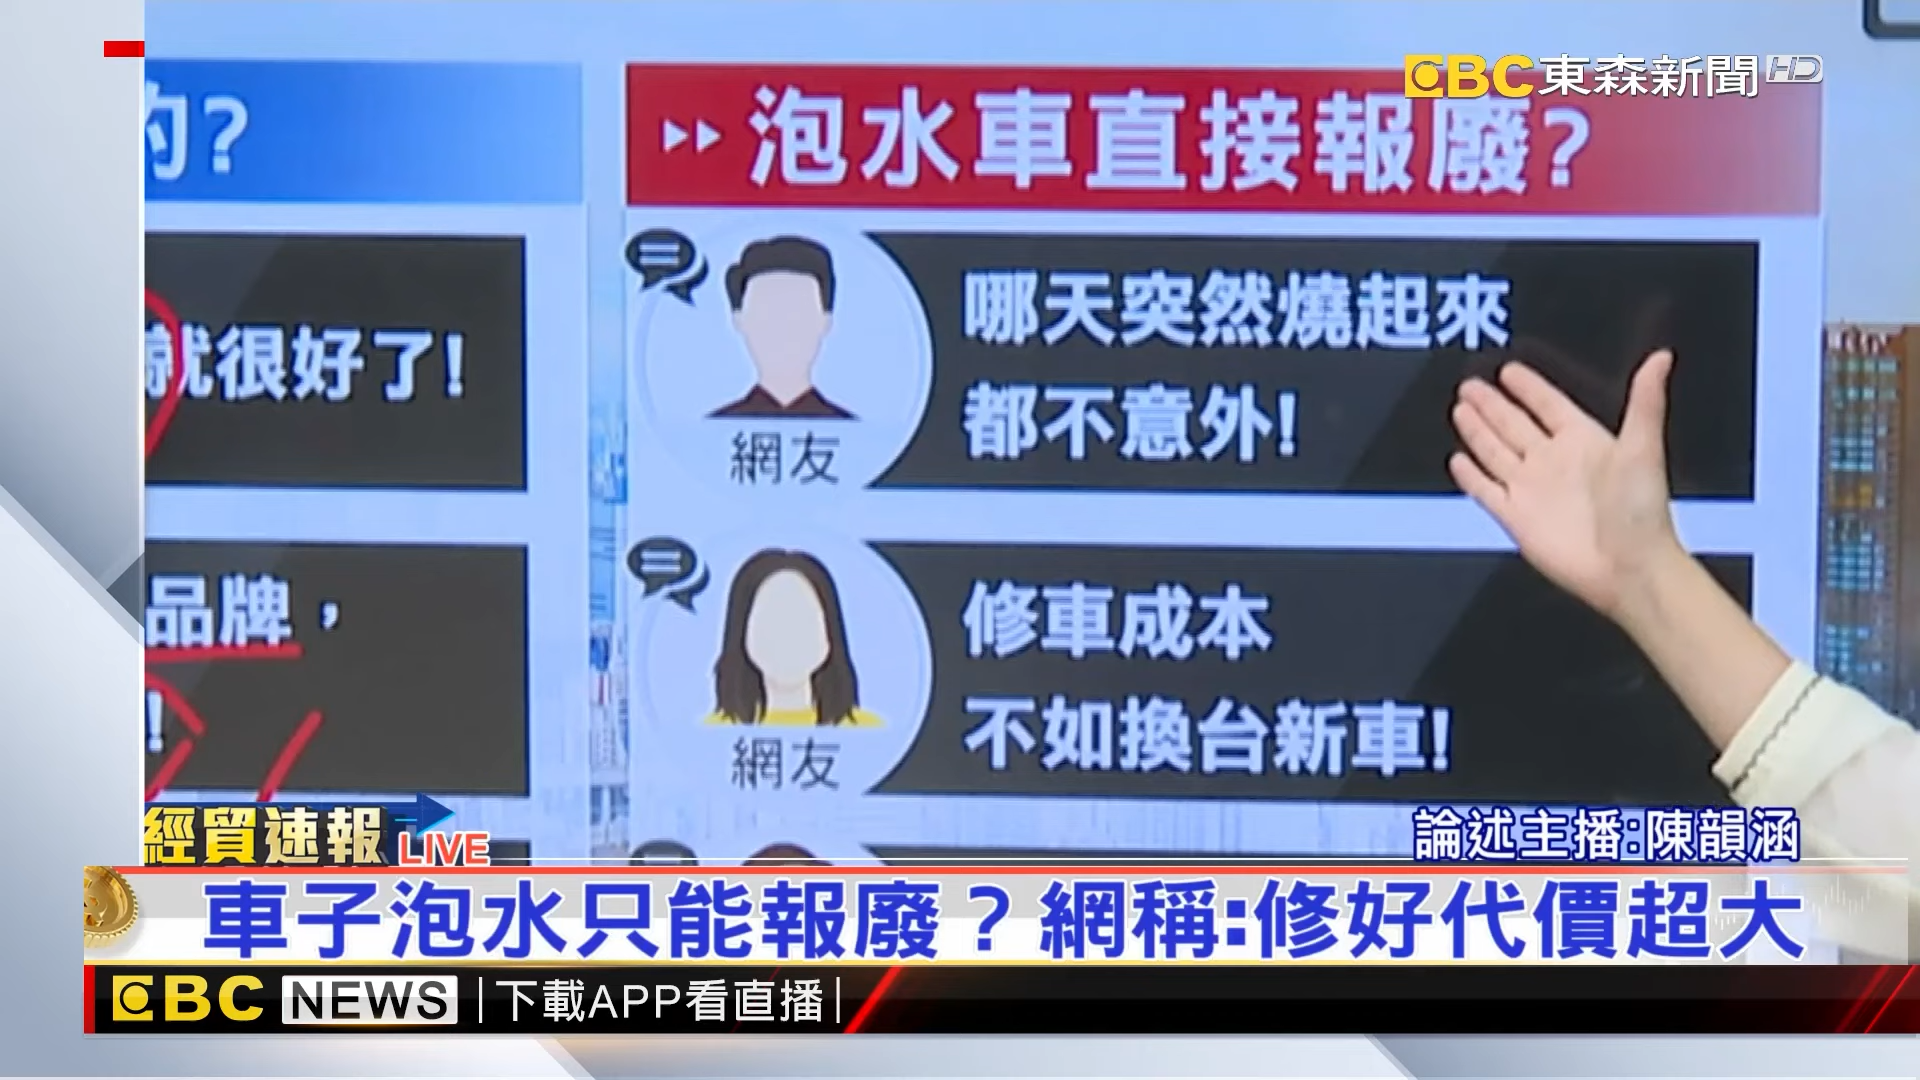 EBC東森新聞HD
的?
泡水車直接報廢?
就很好了!
哪天突然燒起來
都不意外!
網友
品牌，
!
修車成本
不如換台新車!
網友
經貿速報
LIVE
論述主播:陳韻涵
車子泡水只能報廢？網稱:修好代價超大
EBC NEWS 下載APP看直播